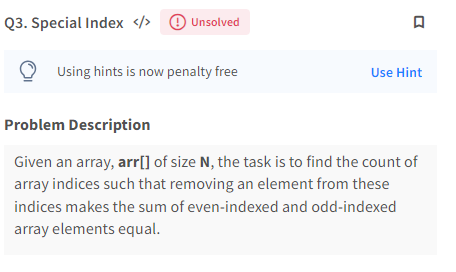 Q3. Special Index </> Unsolved
Using hints is now penalty free Use Hint
Problem Description
Given an array, arr[] of size N, the task is to find the count of
array indices such that removing an element from these
indices makes the sum of even-indexed and odd-indexed
array elements equal.